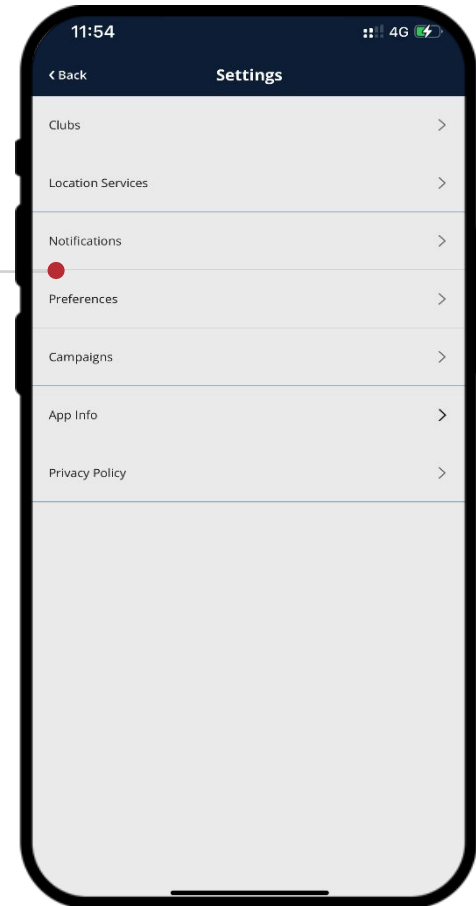 11:54 4G
Back Settings
Clubs
Location Services
Notifications
Preferences
Campaigns
App Info
Privacy Policy